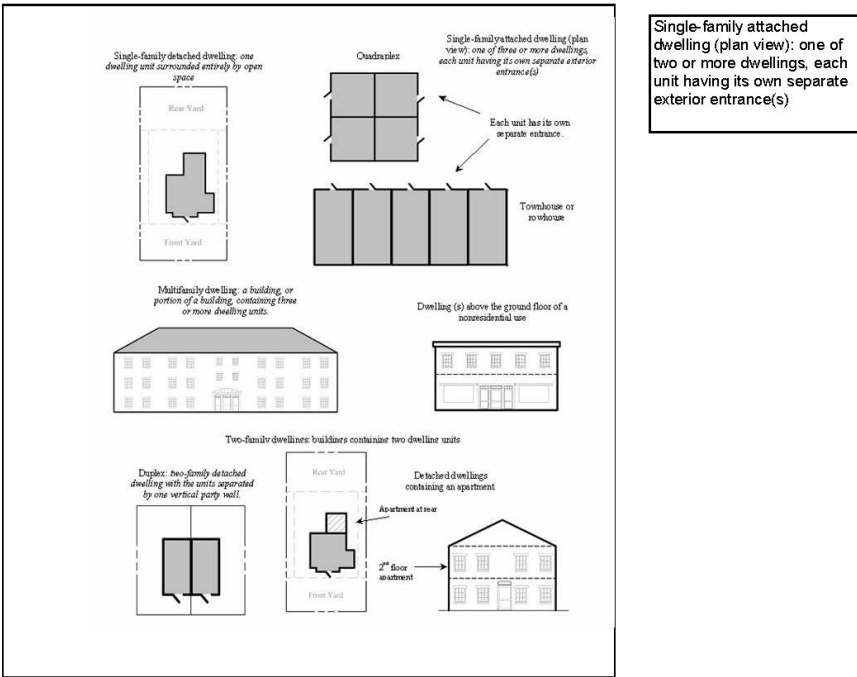 Single-family detached dwelling: one
dwelling unit surrounded entirely by open
space
Rear Yard
Front Yard
Quadraplex
Single-family attached dwelling (plan
view): one of three or more dwellings,
each unit having its own separate exterior
entrance(s)
Each unit has its own
separate entrance.
Townhouse or
rowhouse
Single-family attached
dwelling (plan view): one of
two or more dwellings, each
unit having its own separate
exterior entrance(s)
Multifamily dwelling: a building, or
portion of a building, containing three
or more dwelling units.
Dwelling (s) above the ground floor of a
nonresidential use
Two-family dwellings: buildings containing two dwelling units
Duplex: two-family detached
dwelling with the units separated
by one vertical party wall.
Rear Yard
Front Yard
Detached dwellings
containing an apartment
Apartment at rear
2nd floor
apartment